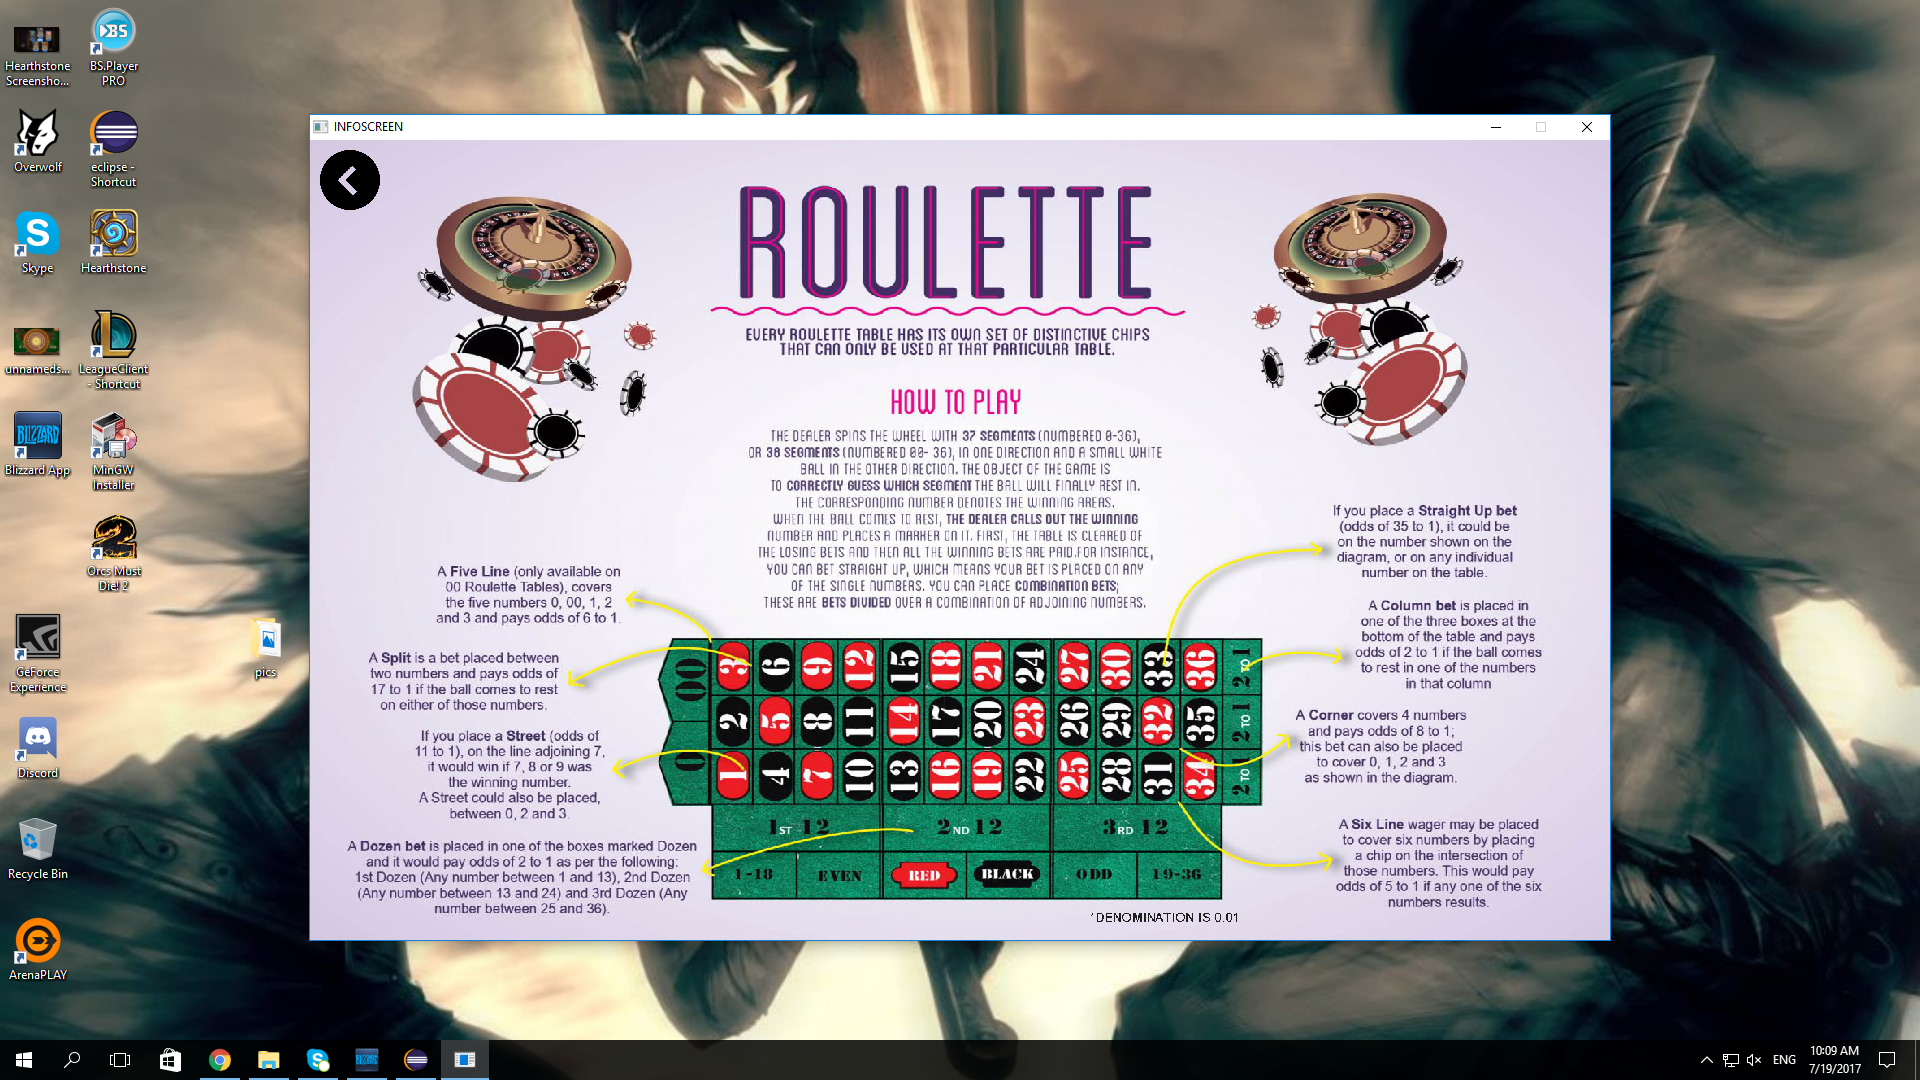 Hearthstone
Screensho...
BS.Player
PRO
Overwolf
eclipse -
Shortcut
Skype
Hearthstone
unnameds...
LeagueClient
- Shortcut
BLIZZARD
Blizzard App
MinGW
Installer
Orcs Must
Die! 2
GeForce
Experience
pics
Discord
Recycle Bin
ArenaPLAY
INFOSCREEN
ROULETTE
EVERY ROULETTE TABLE HAS ITS OWN SET OF DISTINCTIVE CHIPS
THAT CAN ONLY BE USED AT THAT PARTICULAR TABLE.
HOW TO PLAY
THE DEALER SPINS THE WHEEL WITH 37 SEGMENTS (NUMBERED 0-36),
OR 38 SEGMENTS (NUMBERED 00- 36), IN ONE DIRECTION AND A SMALL WHITE
BALL IN THE OTHER DIRECTION. THE OBJECT OF THE GAME IS
TO CORRECTLY GUESS WHICH SEGMENT THE BALL WILL FINALLY REST IN.
THE CORRESPONDING NUMBER DENOTES THE WINNING AREAS.
WHEN THE BALL COMES TO REST, THE DEALER CALLS OUT THE WINNING
NUMBER AND PLACES A MARKER ON IT. FIRST, THE TABLE IS CLEARED OF
THE LOSING BETS AND THEN ALL THE WINNING BETS ARE PAID.FOR INSTANCE,
YOU CAN BET STRAIGHT UP, WHICH MEANS YOUR BET IS PLACED ON ANY
OF THE SINGLE NUMBERS. YOU CAN PLACE COMBINATION BETS;
THESE ARE BETS DIVIDED OVER A COMBINATION OF ADJOINING NUMBERS.
A Five Line (only available on
00 Roulette Tables), covers
the five numbers 0, 00, 1, 2
and 3 and pays odds of 6 to 1.
A Split is a bet placed between
two numbers and pays odds of
17 to 1 if the ball comes to rest
on either of those numbers.
If you place a Street (odds of
11 to 1), on the line adjoining 7,
it would win if 7, 8 or 9 was
the winning number.
A Street could also be placed,
between 0, 2 and 3.
A Dozen bet is placed in one of the boxes marked Dozen
and it would pay odds of 2 to 1 as per the following:
1st Dozen (Any number between 1 and 13), 2nd Dozen
(Any number between 13 and 24) and 3rd Dozen (Any
number between 25 and 36).
If you place a Straight Up bet
(odds of 35 to 1), it could be
on the number shown on the
diagram, or on any individual
number on the table.
A Column bet is placed in
one of the three boxes at the
bottom of the table and pays
odds of 2 to 1 if the ball comes
to rest in one of the numbers
in that column
A Corner covers 4 numbers
and pays odds of 8 to 1;
this bet can also be placed
to cover 0, 1, 2 and 3
as shown in the diagram.
A Six Line wager may be placed
to cover six numbers by placing
a chip on the intersection of
those numbers. This would pay
odds of 5 to 1 if any one of the six
numbers results.
00 3 6 9 12 15 18 21 24 27 30 33 36 2 TO 1
2 5 8 11 14 17 20 23 26 29 32 35 2 TO 1
0 1 4 7 10 13 16 19 22 25 28 31 34 2 TO 1
1ST 12 2ND 12 3RD 12
1-18 EVEN RED BLACK ODD 19-36
*DENOMINATION IS 0.01
ENG
10:09 AM
7/19/2017